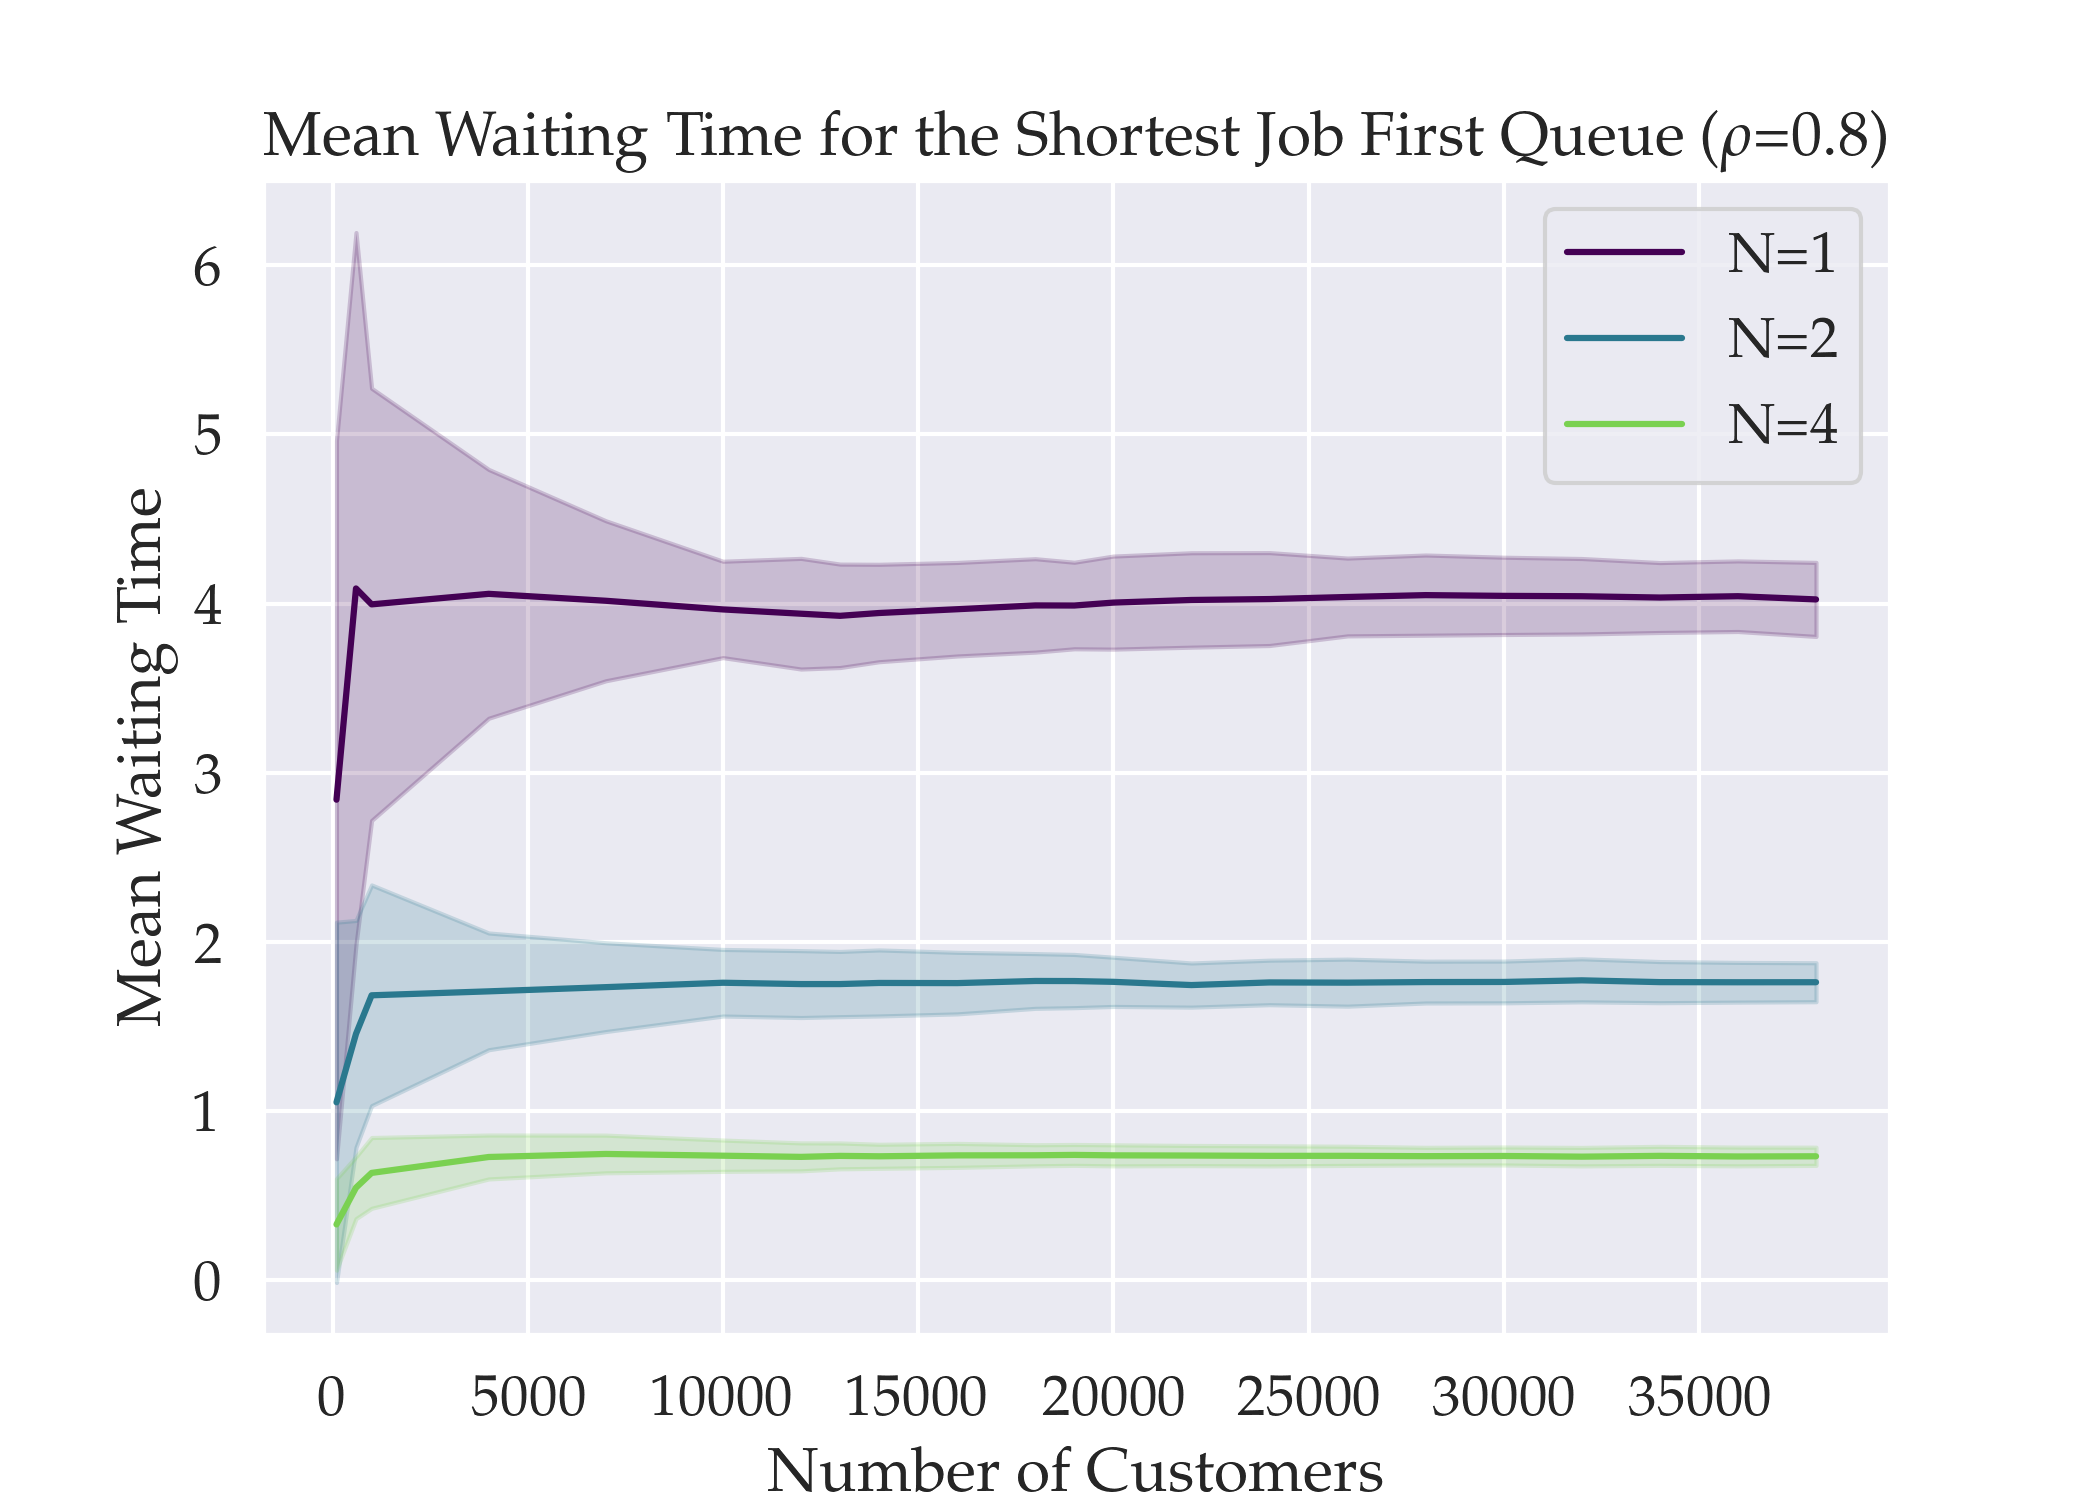 Mean Waiting Time for the Shortest Job First Queue (ρ=0.8)
N=1
N=2
N=4
Mean Waiting Time
6
5
4
3
2
1
0
0 5000 10000 15000 20000 25000 30000 35000
Number of Customers